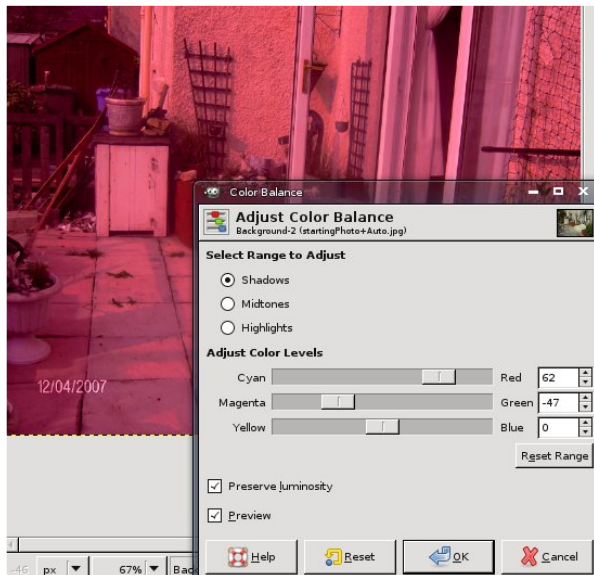 12/04/2007
Color Balance
Adjust Color Balance
Background-2 (startingPhoto+Auto.jpg)
Select Range to Adjust
Shadows
Midtones
Highlights
Adjust Color Levels
Cyan Red 62
Magenta Green -47
Yellow Blue 0
Reset Range
Preserve luminosity
Preview
Help Reset OK Cancel
-46 px 67% Bac